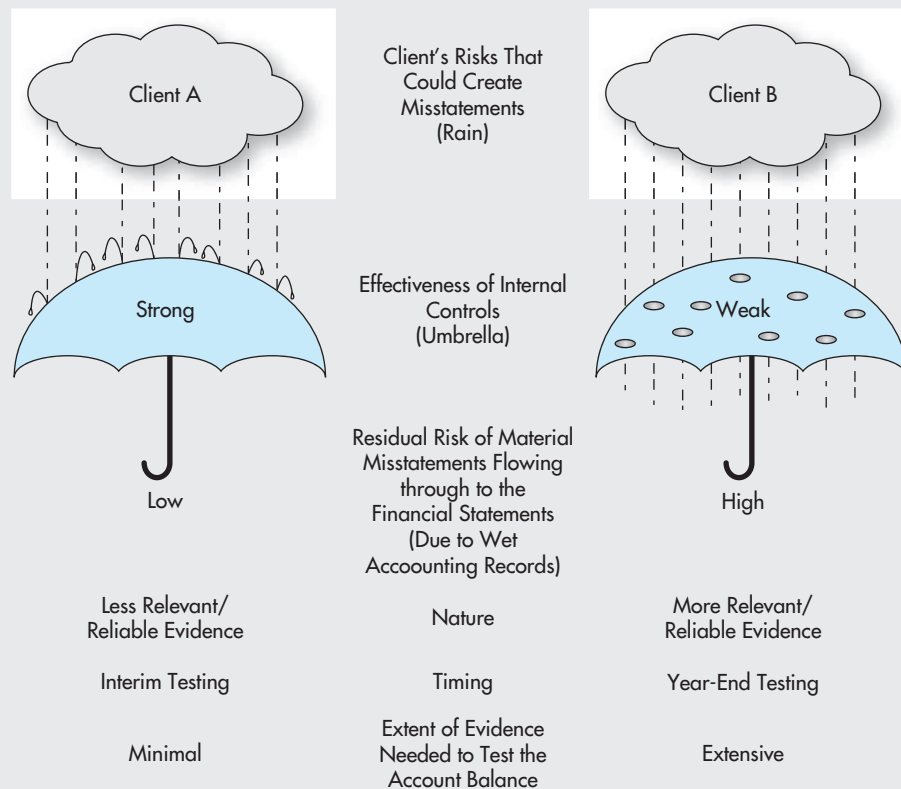 Client A
Client's Risks That
Could Create
Misstatements
(Rain)
Client B
Strong
Effectiveness of Internal
Controls
(Umbrella)
Weak
Low
Residual Risk of Material
Misstatements Flowing
through to the
Financial Statements
(Due to Wet
Accoounting Records)
High
Less Relevant/
Reliable Evidence
Nature
More Relevant/
Reliable Evidence
Interim Testing
Timing
Year-End Testing
Minimal
Extent of Evidence
Needed to Test the
Account Balance
Extensive